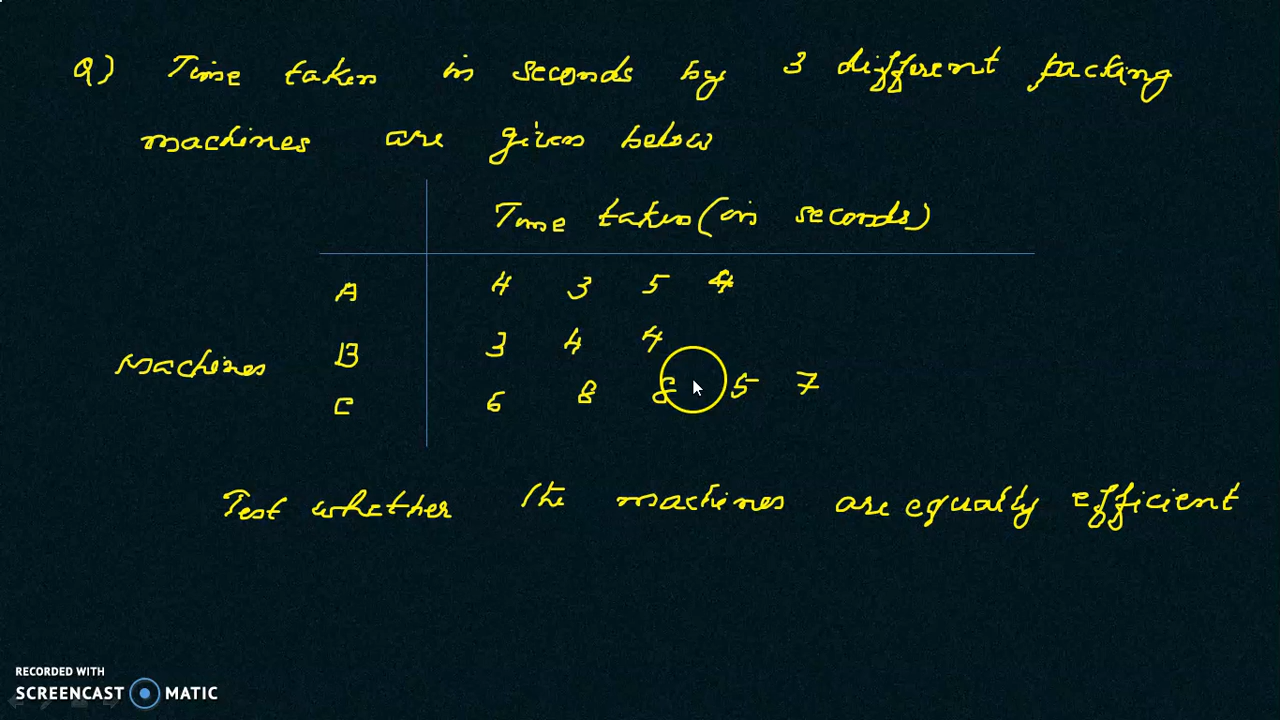 Q) Time taken in seconds by 3 different packing
machines are given below
Time taken (in seconds)
A 4 3 5 4
Machines B 3 4 4
C 6 8 8 5 7
Test whether the machines are equally efficient
RECORDED WITH
SCREENCAST MATIC